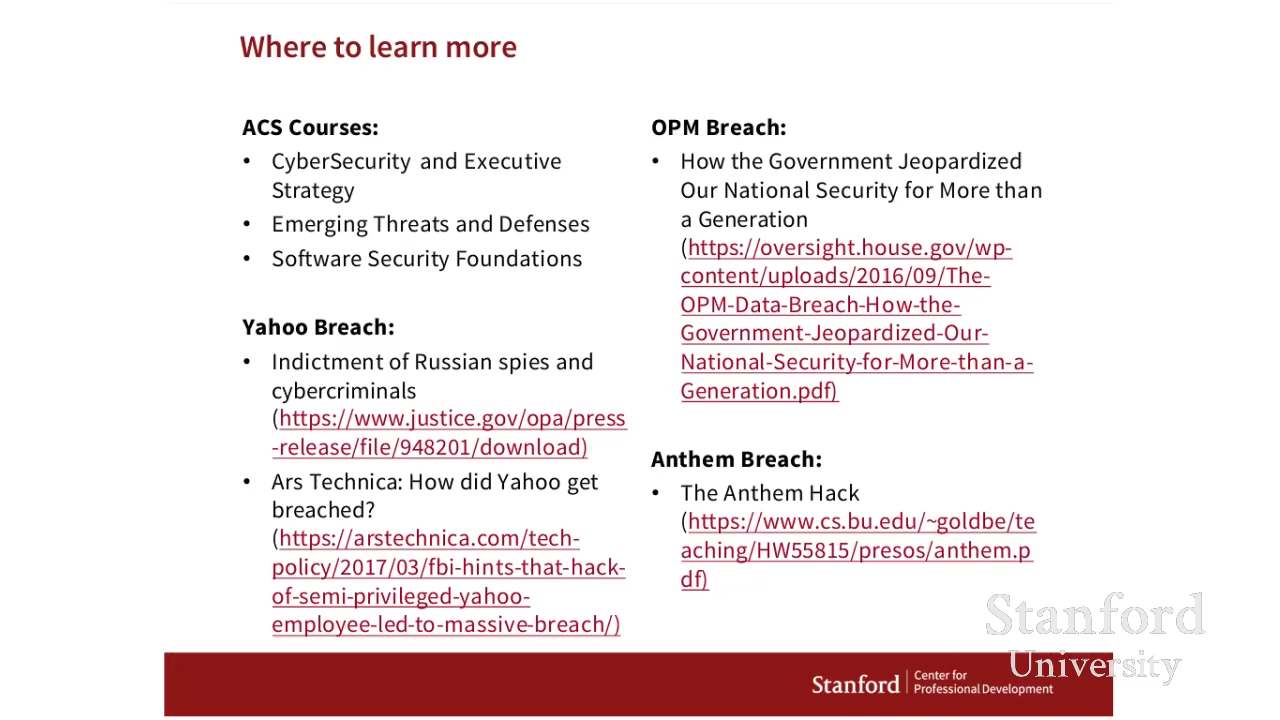 Where to learn more
ACS Courses:
• CyberSecurity and Executive
Strategy
• Emerging Threats and Defenses
• Software Security Foundations
Yahoo Breach:
• Indictment of Russian spies and
cybercriminals
(https://www.justice.gov/opa/press
-release/file/948201/download)
• Ars Technica: How did Yahoo get
breached?
(https://arstechnica.com/tech-
policy/2017/03/fbi-hints-that-hack-
of-semi-privileged-yahoo-
employee-led-to-massive-breach/)
OPM Breach:
• How the Government Jeopardized
Our National Security for More than
a Generation
(https://oversight.house.gov/wp-
content/uploads/2016/09/The-
OPM-Data-Breach-How-the-
Government-Jeopardized-Our-
National-Security-for-More-than-a-
Generation.pdf)
Anthem Breach:
• The Anthem Hack
(https://www.cs.bu.edu/~goldbe/te
aching/HW55815/presos/anthem.p
df)
Stanford
University
Stanford
Center for
Professional Development